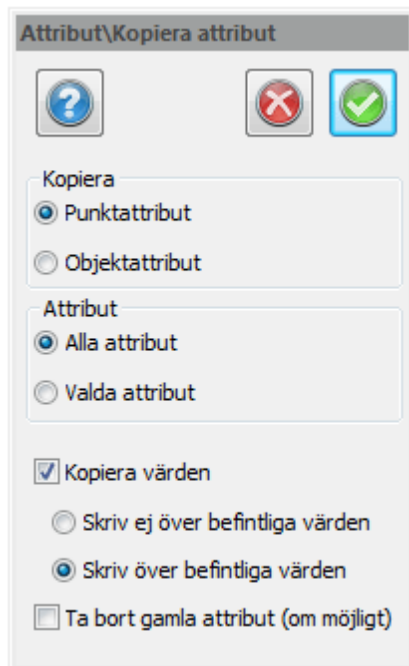 Attribut\Kopiera attribut
Kopiera
Punktattribut
Objektattribut
Attribut
Alla attribut
Valda attribut
Kopiera värden
Skriv ej över befintliga värden
Skriv över befintliga värden
Ta bort gamla attribut (om möjligt)